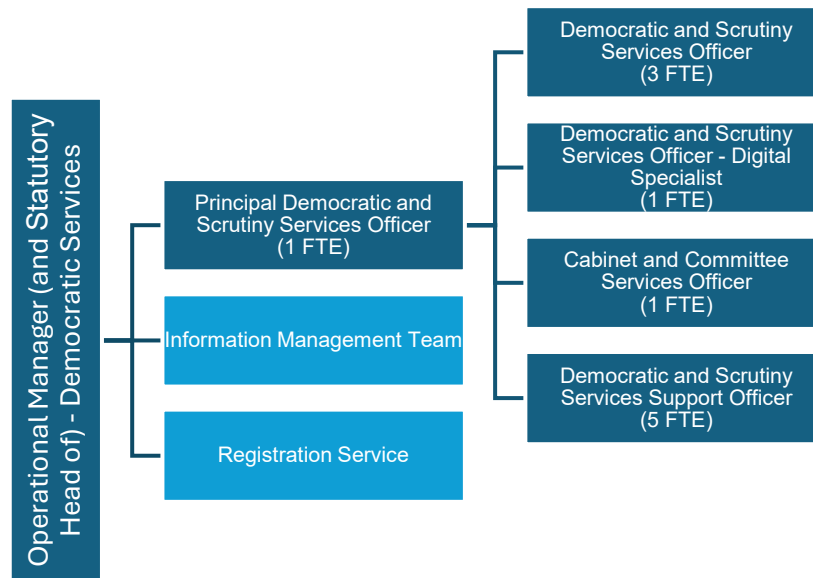 Operational Manager (and Statutory
Head of) - Democratic Services
Principal Democratic and
Scrutiny Services Officer
(1 FTE)
Information Management Team
Registration Service
Democratic and Scrutiny
Services Officer
(3 FTE)
Democratic and Scrutiny
Services Officer - Digital
Specialist
(1 FTE)
Cabinet and Committee
Services Officer
(1 FTE)
Democratic and Scrutiny
Services Support Officer
(5 FTE)